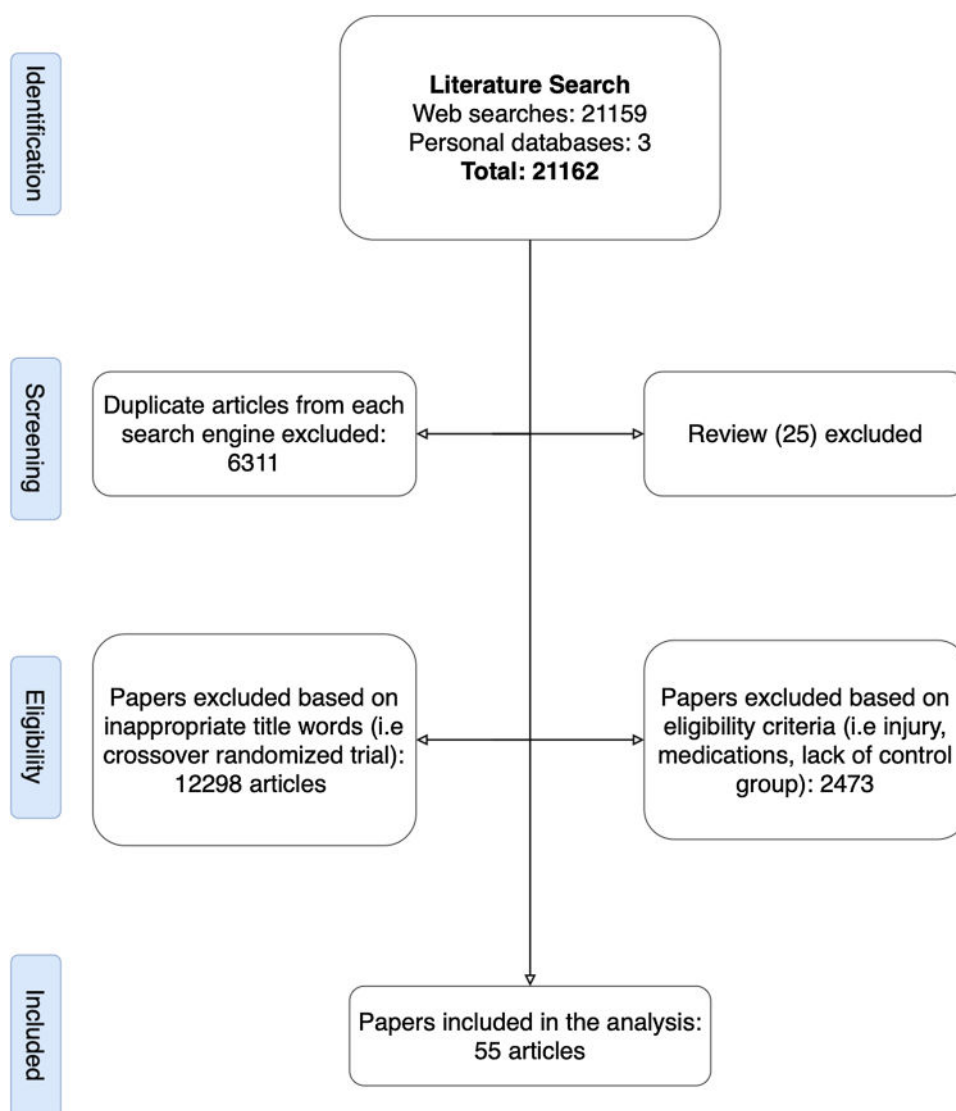 Identification
Literature Search
Web searches: 21159
Personal databases: 3
Total: 21162
Screening
Duplicate articles from each
search engine excluded:
6311
Review (25) excluded
Eligibility
Papers excluded based on
inappropriate title words (i.e
crossover randomized trial):
12298 articles
Papers excluded based on
eligibility criteria (i.e injury,
medications, lack of control
group): 2473
Included
Papers included in the analysis:
55 articles